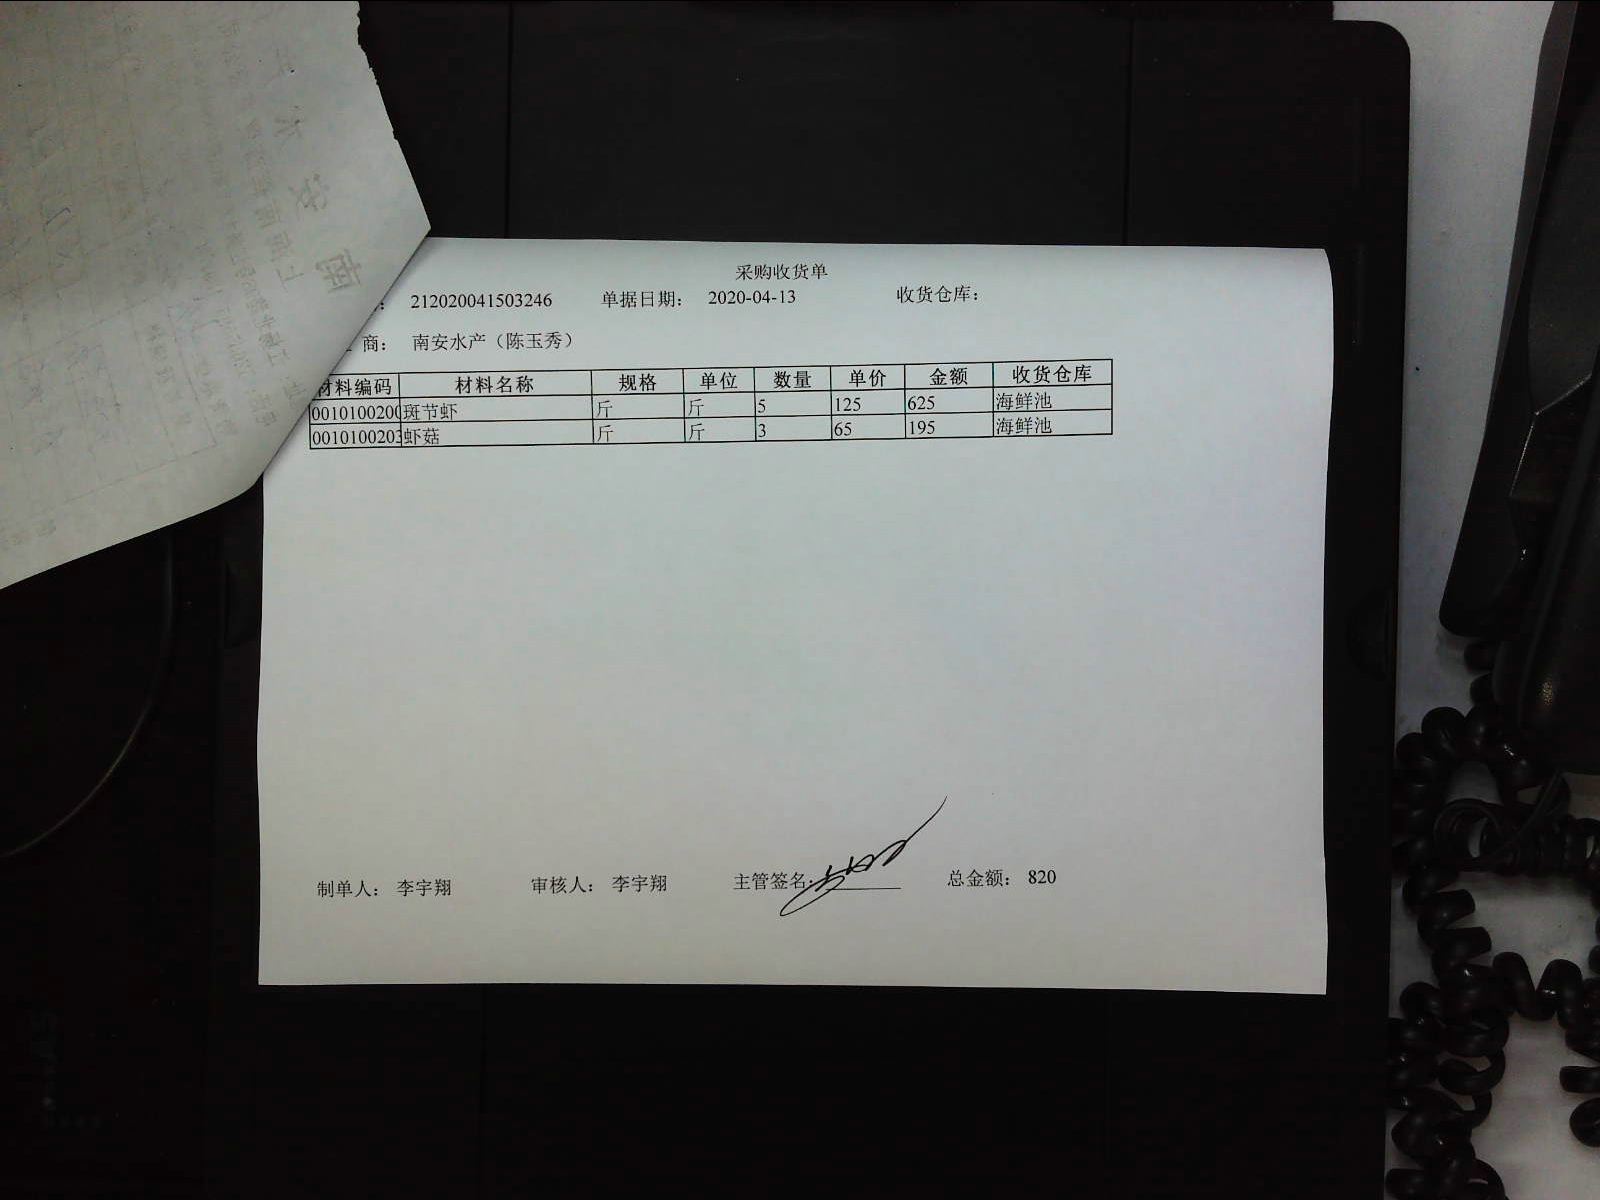 采购收货单
: 212020041503246 单据日期: 2020-04-13 收货仓库:
商: 南安水产（陈玉秀）
材料编码 材料名称 规格 单位 数量 单价 金额 收货仓库
0010100200 斑节虾 斤 斤 5 125 625 海鲜池
0010100203 虾菇 斤 斤 3 65 195 海鲜池
制单人: 李宇翔 审核人: 李宇翔 主管签名: 总金额: 820